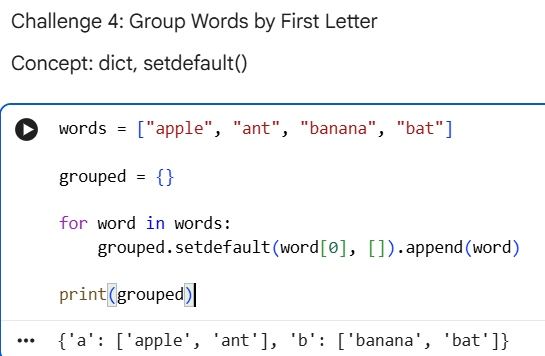 Challenge 4: Group Words by First Letter
Concept: dict, setdefault()
words = ["apple", "ant", "banana", "bat"]
grouped = {}
for word in words:
    grouped.setdefault(word[0], []).append(word)
print(grouped)
{'a': ['apple', 'ant'], 'b': ['banana', 'bat']}